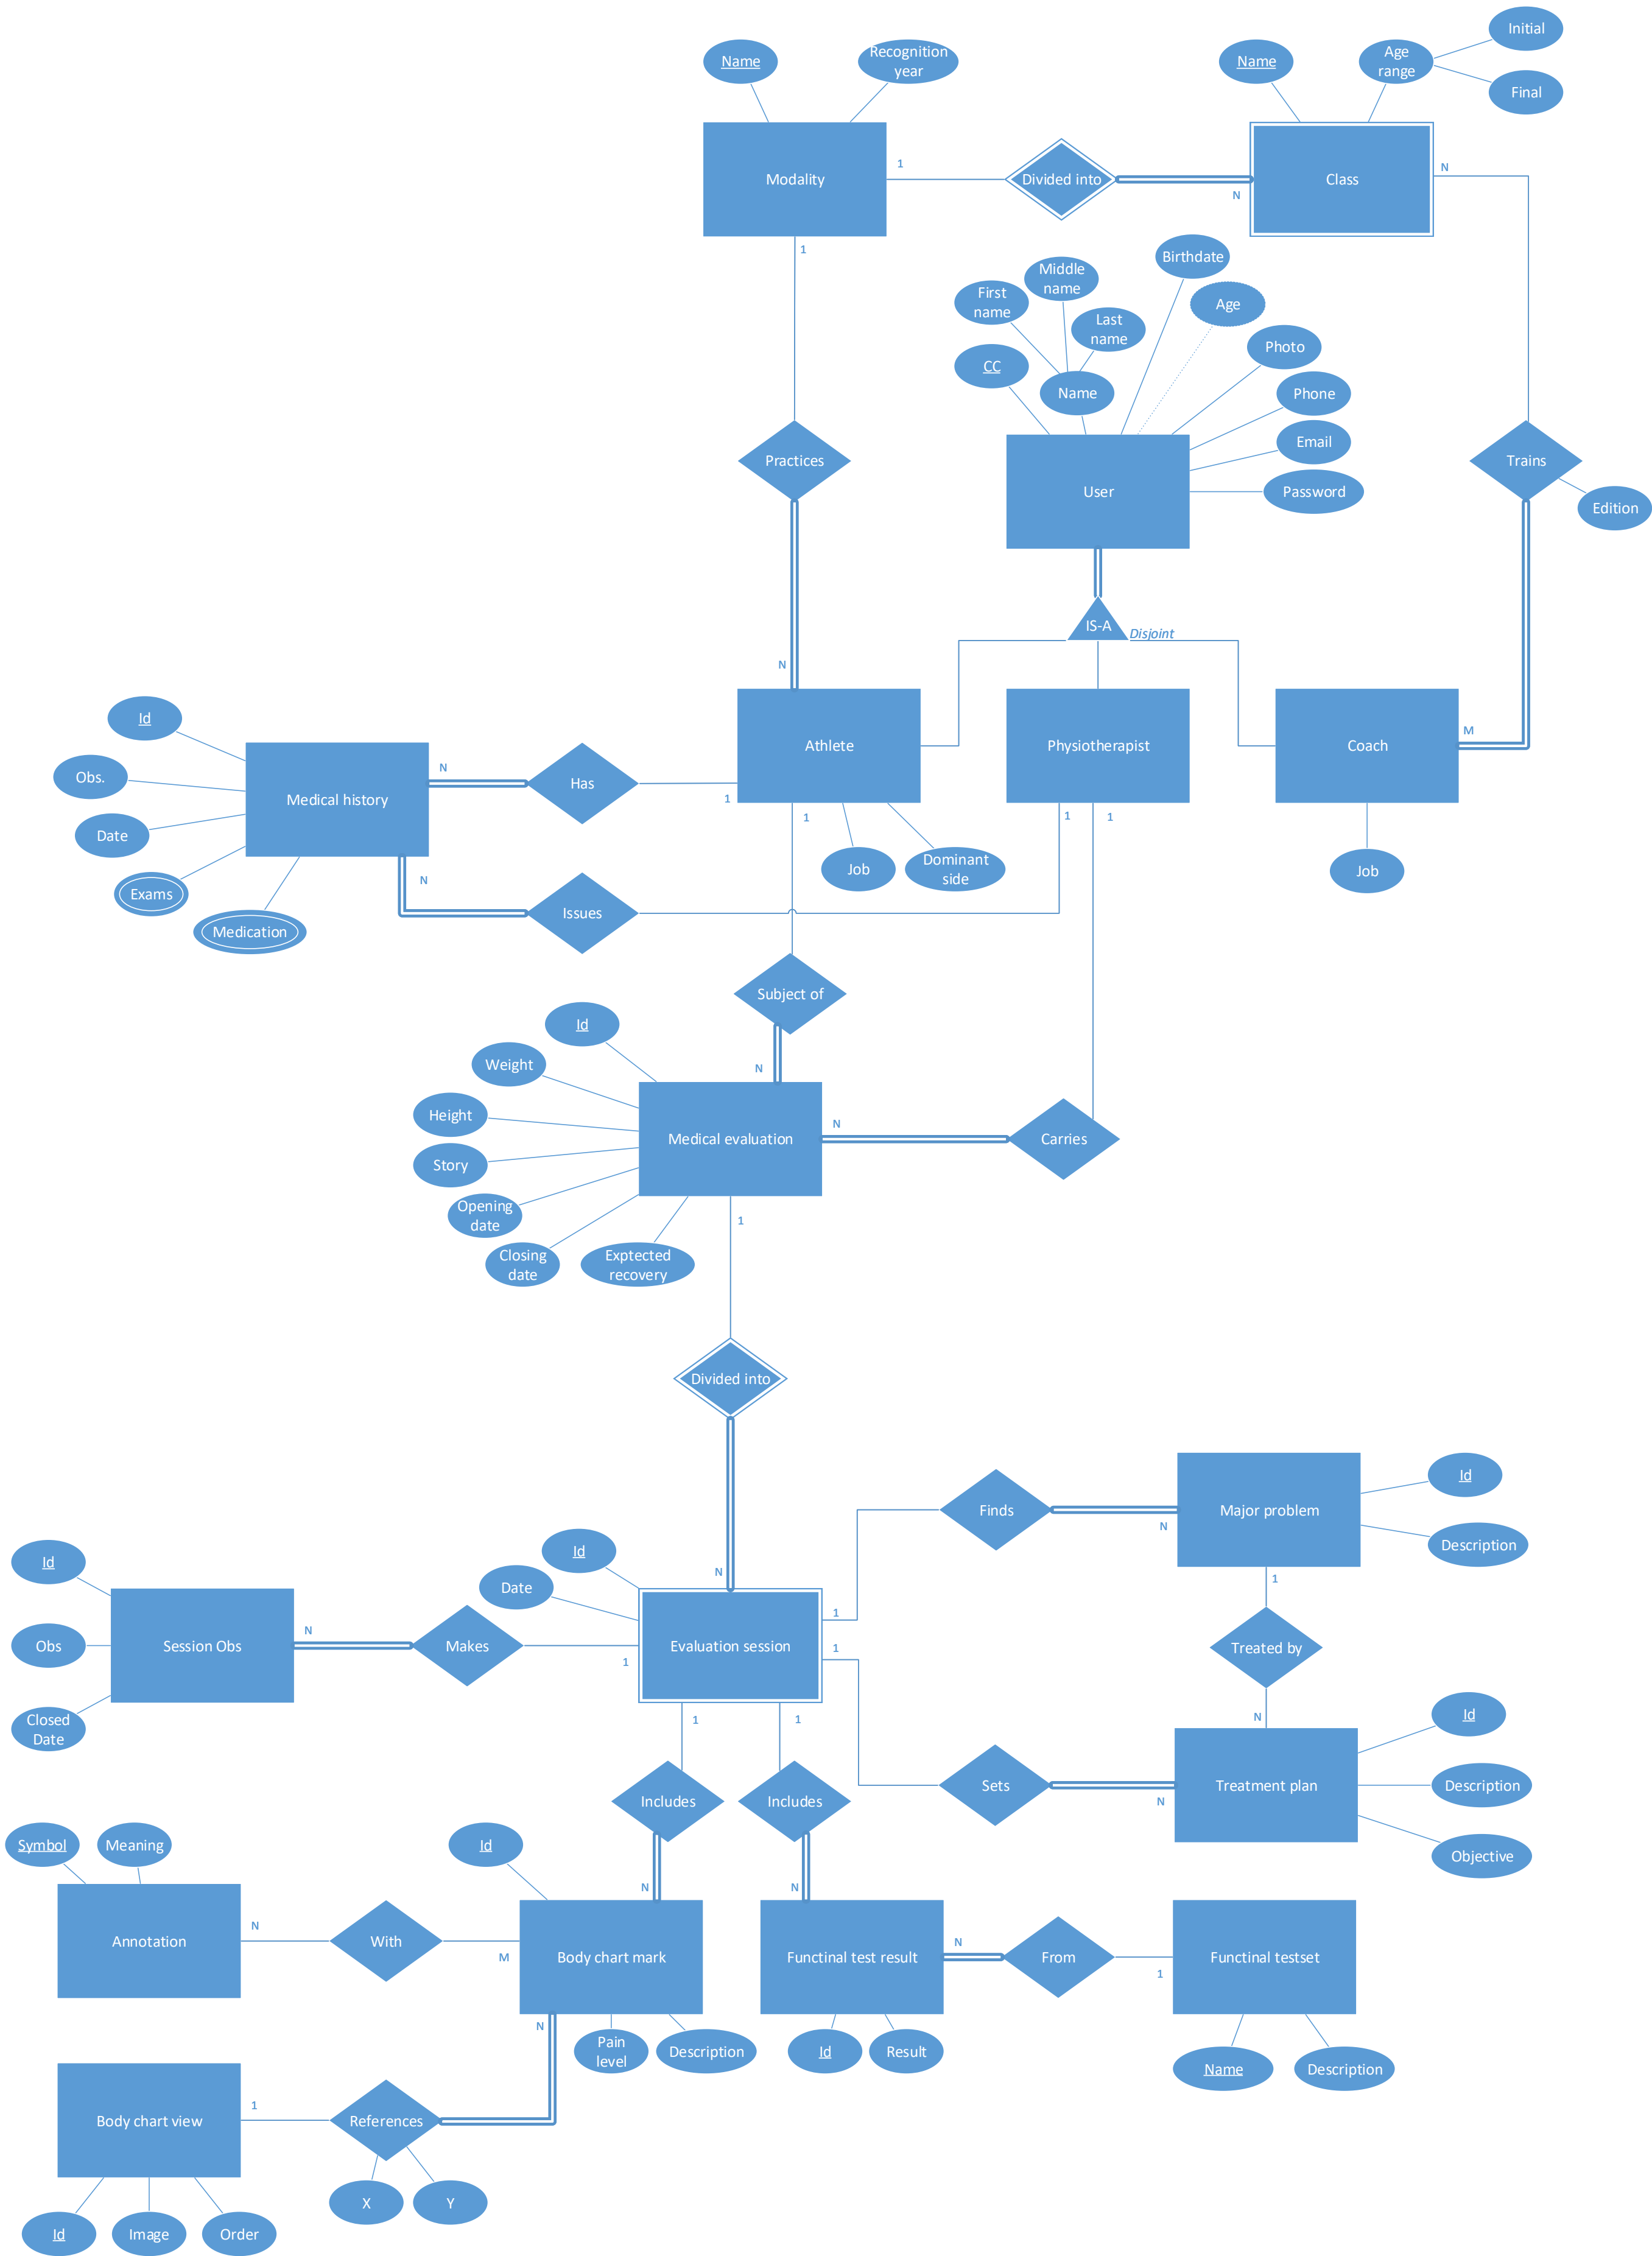 Initial
Name
Recognition
year
Name
Age
range
Final
Modality
1
Divided into
N
Class
N
1
Birthdate
Middle
name
First
name
Age
Last
name
Photo
CC
Name
Phone
Email
Practices
User
Password
Trains
Edition
IS-A
Disjoint
N
Id
Athlete
Physiotherapist
Coach
M
Obs.
Medical history
N
Has
1
Date
1
1
1
Exams
N
Job
Dominant
side
Job
Medication
Issues
Subject of
Id
Weight
N
Height
Medical evaluation
N
Carries
Story
Opening
date
1
Closing
date
Exptected
recovery
Divided into
Id
Finds
Major problem
N
Description
Id
Id
N
Date
1
1
Obs
Session Obs
N
Makes
1
Evaluation session
1
Treated by
Closed
Date
1
1
N
Id
Sets
Treatment plan
Description
N
Includes
Includes
Symbol
Meaning
Id
Objective
N
N
Annotation
N
With
M
Body chart mark
Functinal test result
N
From
1
Functinal testset
N
Pain
level
Description
Id
Result
Name
Description
Body chart view
1
References
X
Y
Id
Image
Order